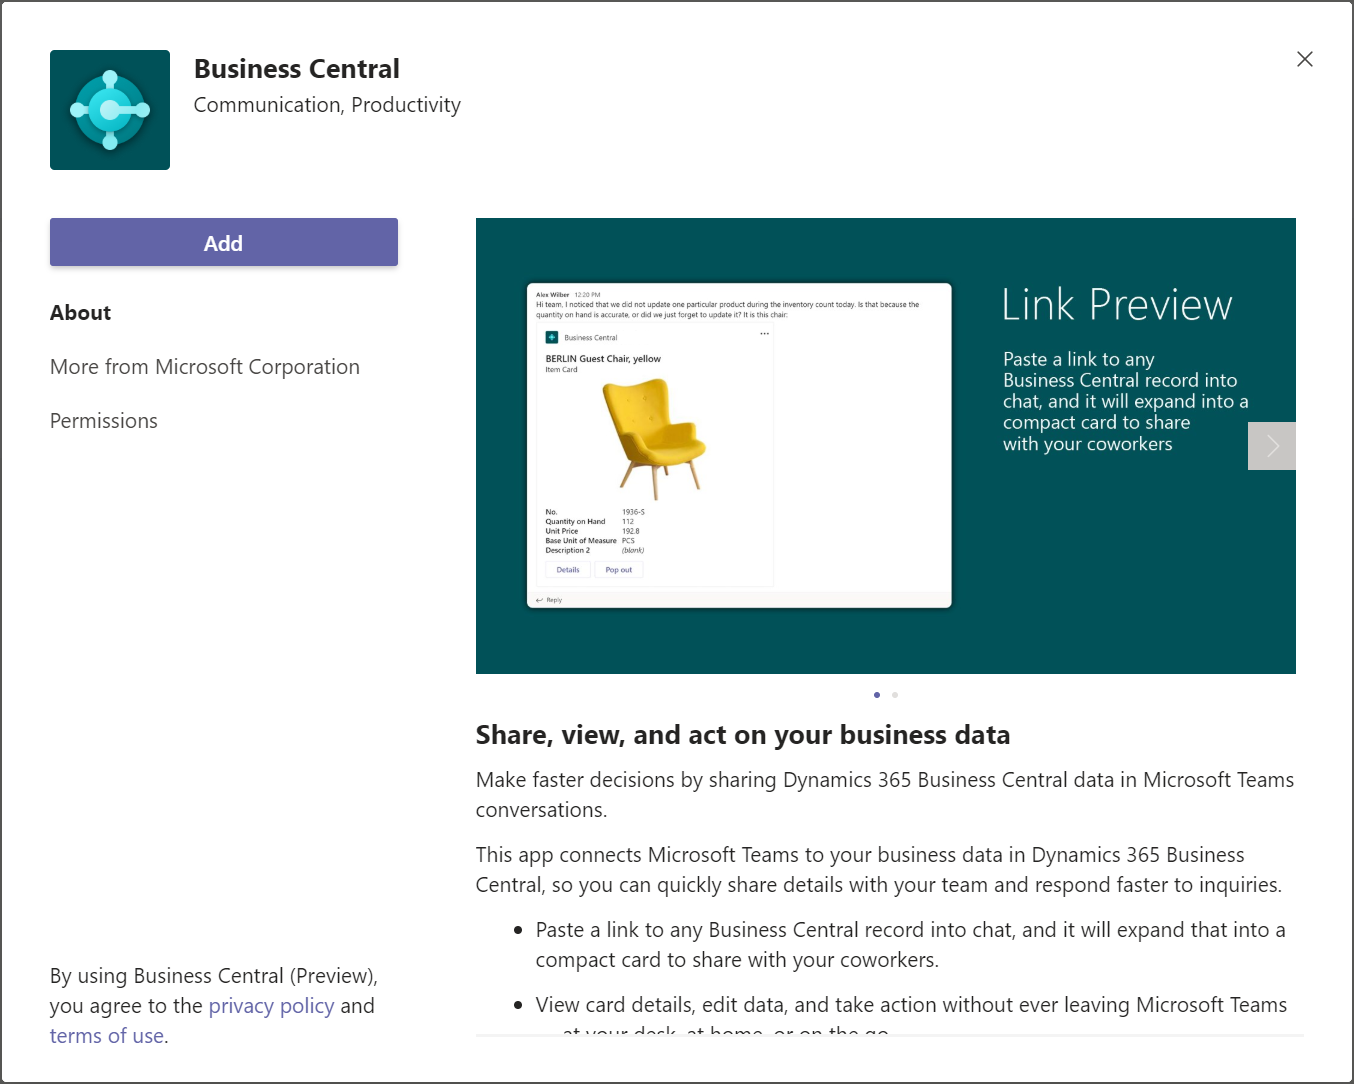 Business Central
Communication, Productivity
Add
About
More from Microsoft Corporation
Permissions
By using Business Central (Preview),
you agree to the privacy policy and
terms of use.
Alex Wilber 12:20 PM
Hi team, I noticed that we did not update one particular product during the inventory count today. Is that because the
quantity on hand is accurate, or did we just forget to update it? It is this chair:
Business Central
BERLIN Guest Chair, yellow
Item Card
No. 1936-S
Quantity on Hand 112
Unit Price 192.8
Base Unit of Measure PCS
Description 2 (blank)
Details Pop out
Reply
Link Preview
Paste a link to any
Business Central record into
chat, and it will expand into a
compact card to share
with your coworkers
Share, view, and act on your business data
Make faster decisions by sharing Dynamics 365 Business Central data in Microsoft Teams
conversations.
This app connects Microsoft Teams to your business data in Dynamics 365 Business
Central, so you can quickly share details with your team and respond faster to inquiries.
• Paste a link to any Business Central record into chat, and it will expand that into a
compact card to share with your coworkers.
• View card details, edit data, and take action without ever leaving Microsoft Teams
at your desk, at home, or on the go